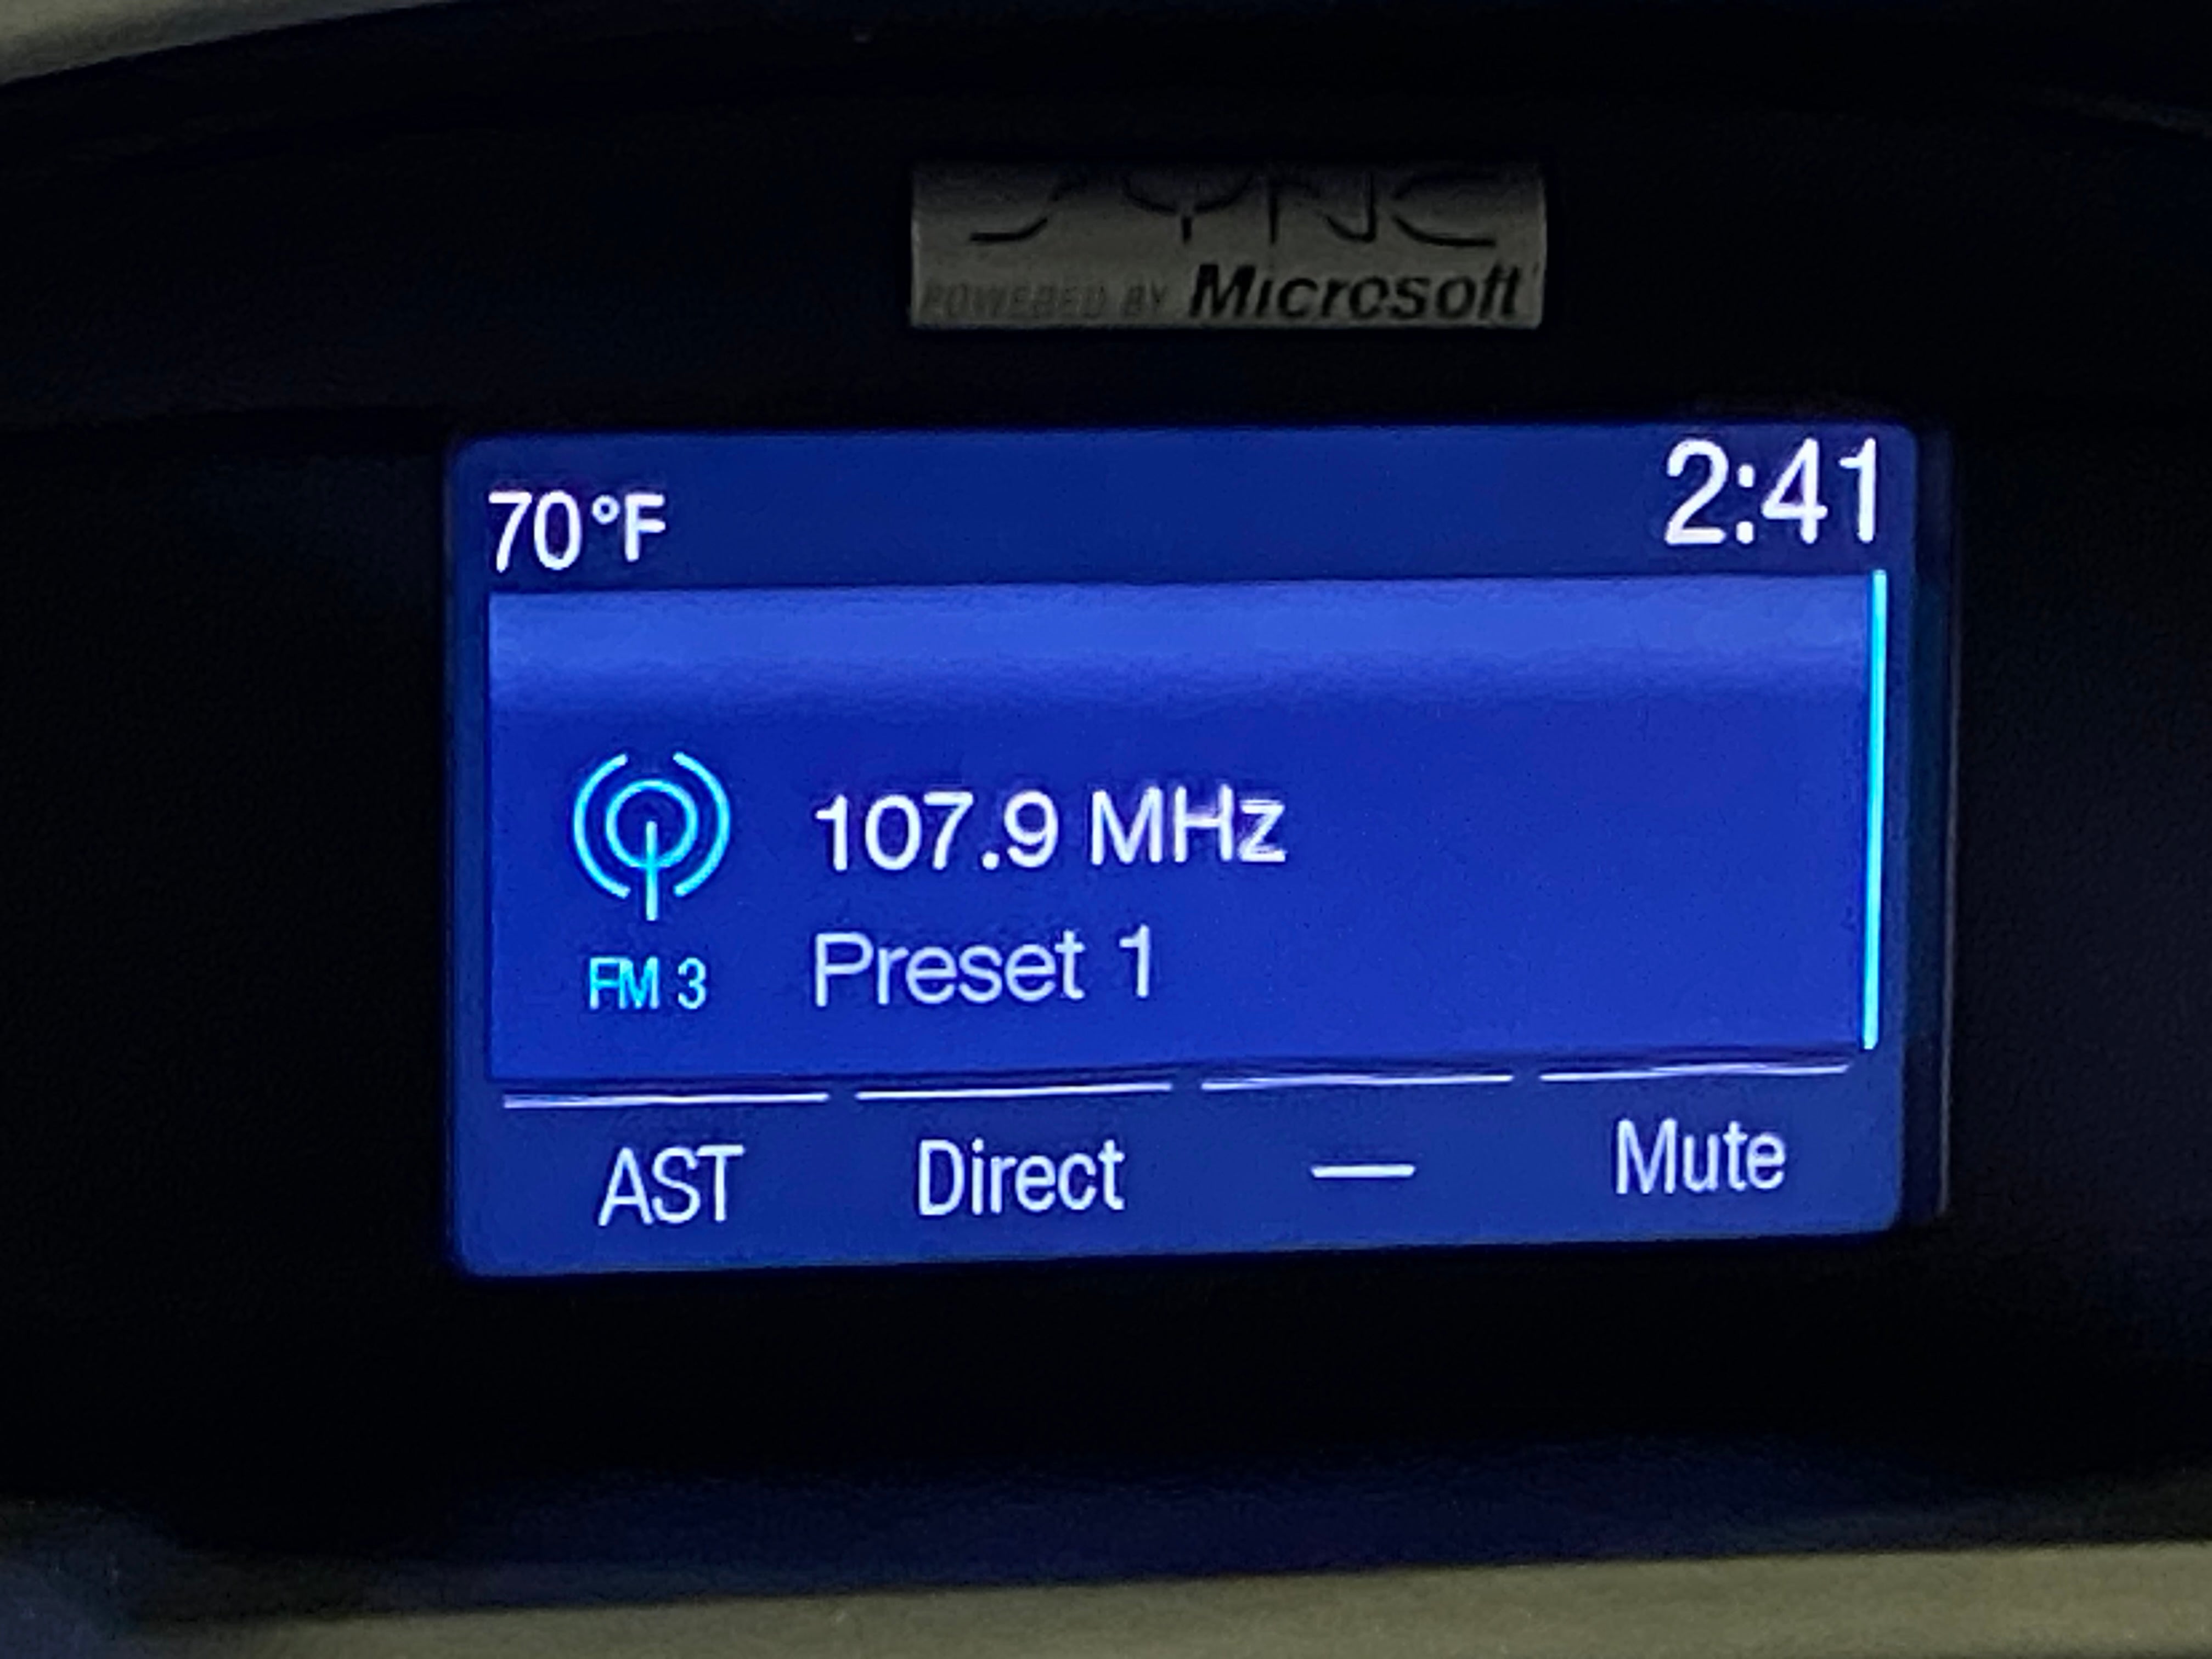 SYNC
POWERED BY Microsoft
70°F
2:41
107.9 MHz
FM 3
Preset 1
AST
Direct
—
Mute